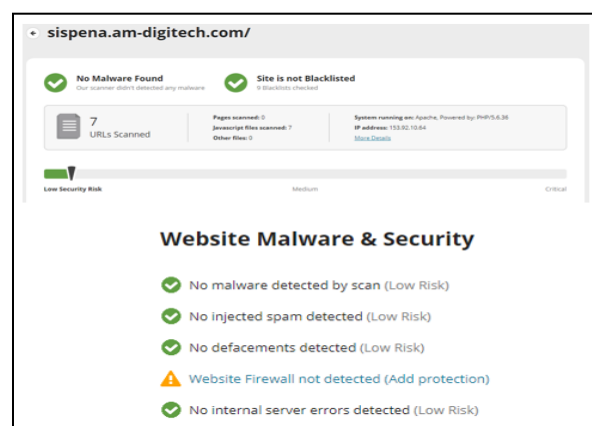 sispena.am-digitech.com/
No Malware Found
Our scanner didn't detected any malware
Site is not Blacklisted
9 Blacklists checked
7
URLs Scanned
Pages scanned: 0
Javascript files scanned: 7
Other files: 0
System running on: Apache, Powered by: PHP/5.6.36
IP address: 153.92.10.64
More Details
Low Security Risk Medium Critical
Website Malware & Security
No malware detected by scan (Low Risk)
No injected spam detected (Low Risk)
No defacements detected (Low Risk)
Website Firewall not detected (Add protection)
No internal server errors detected (Low Risk)